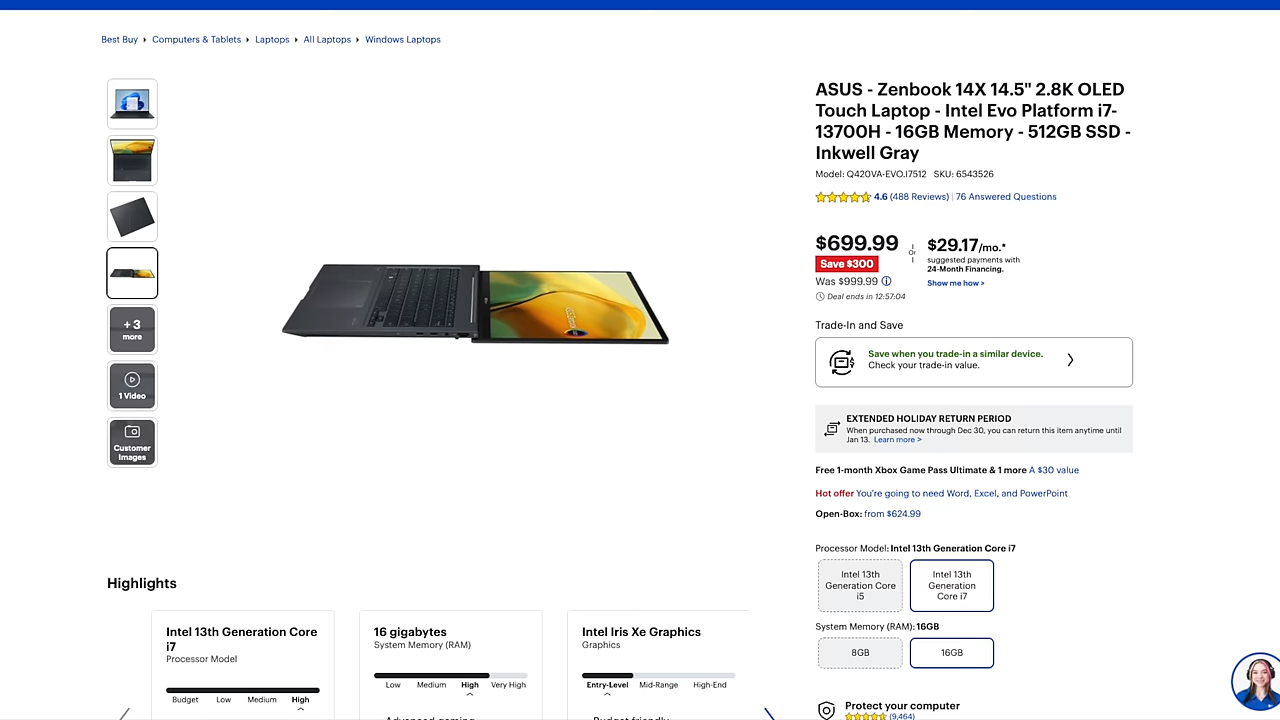 Best Buy Computers & Tablets Laptops All Laptops Windows Laptops
+ 3
more
1 Video
Customer
Images
ASUS - Zenbook 14X 14.5" 2.8K OLED
Touch Laptop - Intel Evo Platform i7-
13700H - 16GB Memory - 512GB SSD -
Inkwell Gray
Model: Q420VA-EVO.I7512 SKU: 6543526
4.6 (488 Reviews) | 76 Answered Questions
$699.99
Save $300
Was $999.99
Deal ends in 12:57:04
Or
$29.17/mo.*
suggested payments with
24-Month Financing.
Show me how >
Trade-In and Save
Save when you trade-in a similar device.
Check your trade-in value.
EXTENDED HOLIDAY RETURN PERIOD
When purchased now through Dec 30, you can return this item anytime until
Jan 13. Learn more >
Free 1-month Xbox Game Pass Ultimate & 1 more A $30 value
Hot offer You're going to need Word, Excel, and PowerPoint
Open-Box: from $624.99
Processor Model: Intel 13th Generation Core i7
Intel 13th
Generation Core
i5
Intel 13th
Generation
Core i7
System Memory (RAM): 16GB
8GB
16GB
Protect your computer
(9,464)
Highlights
Intel 13th Generation Core
i7
Processor Model
Budget Low Medium High
16 gigabytes
System Memory (RAM)
Low Medium High Very High
Advanced gaming
Intel Iris Xe Graphics
Graphics
Entry-Level Mid-Range High-End
Budget friendly